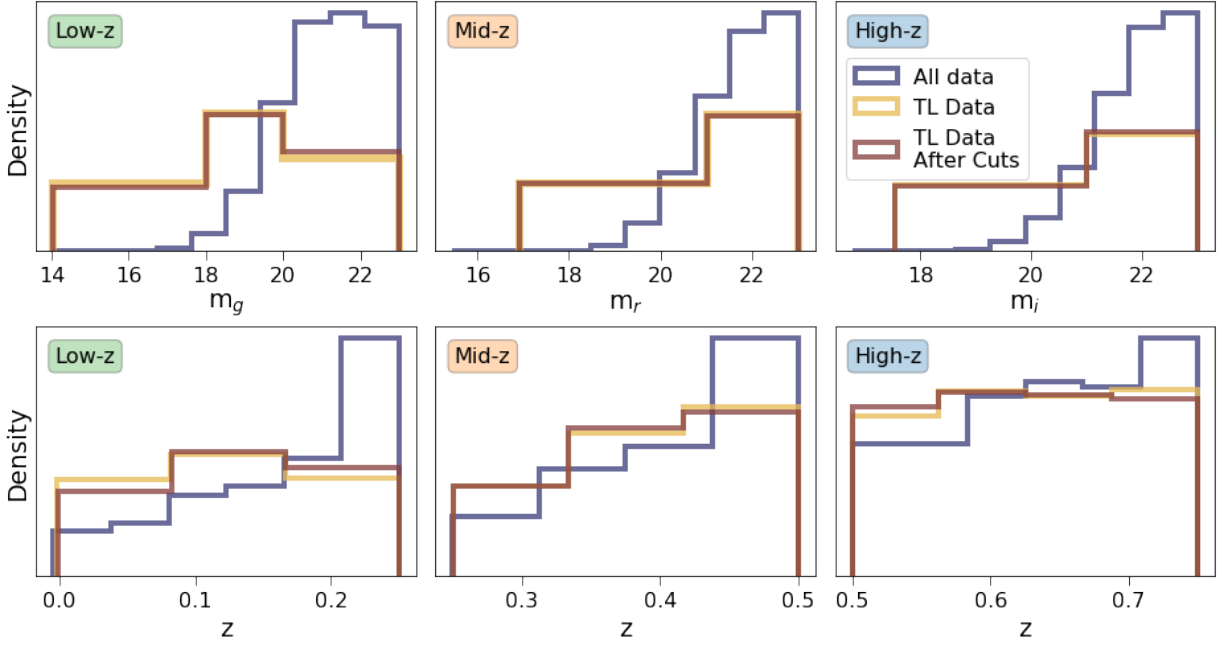 Low-z
Mid-z
High-z
All data
TL Data
TL Data
After Cuts
Density
14 16 18 20 22
16 18 20 22
18 20 22
m_g
m_r
m_i
Low-z
Mid-z
High-z
Density
0.0 0.1 0.2
0.3 0.4 0.5
0.5 0.6 0.7
z
z
z